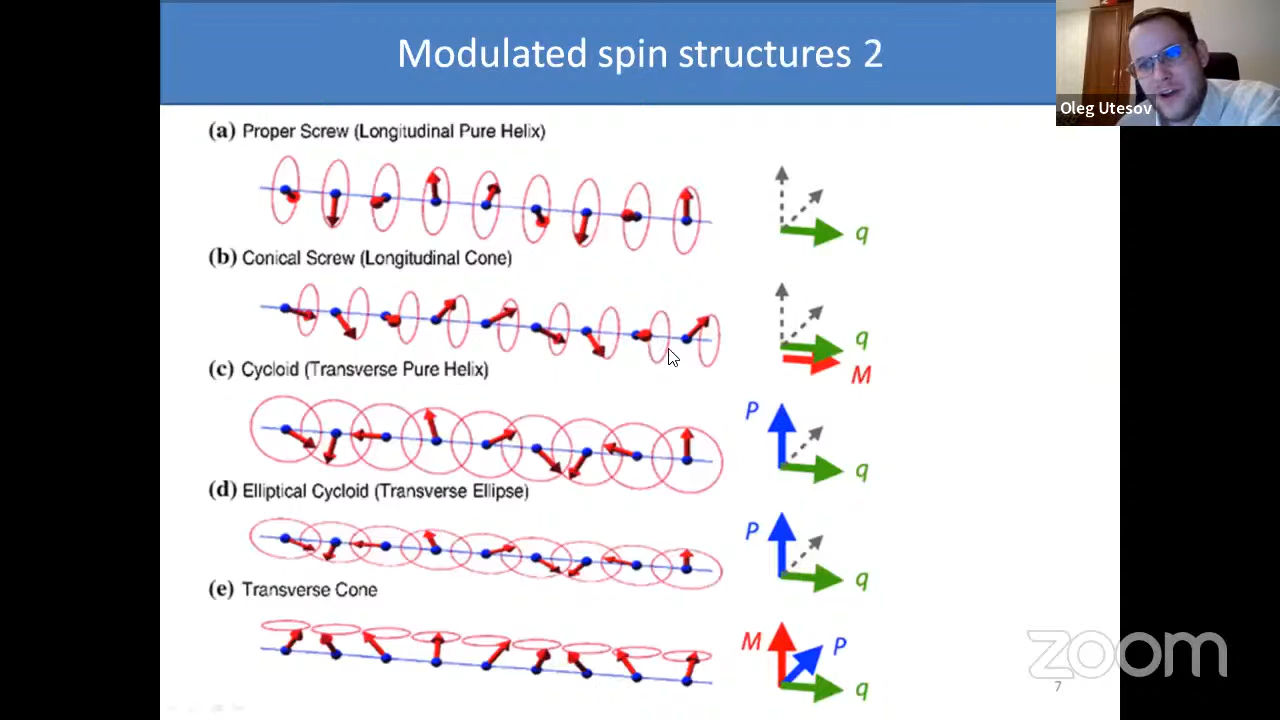 Modulated spin structures 2
Oleg Utesov
(a) Proper Screw (Longitudinal Pure Helix)
q
(b) Conical Screw (Longitudinal Cone)
q
M
(c) Cycloid (Transverse Pure Helix)
P
q
(d) Elliptical Cycloid (Transverse Ellipse)
P
q
(e) Transverse Cone
M
P
q
zoom
7